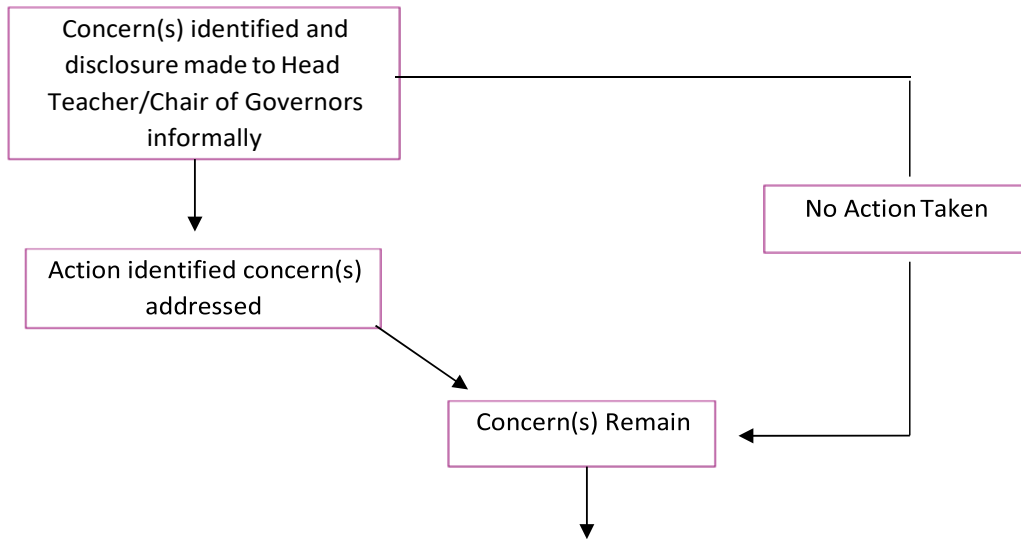 Concern(s) identified and
disclosure made to Head
Teacher/Chair of Governors
informally
No Action Taken
Action identified concern(s)
addressed
Concern(s) Remain